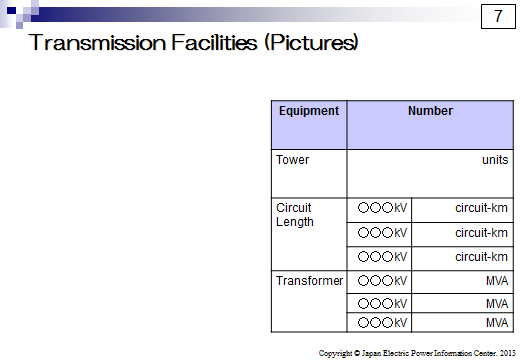 7
Transmission Facilities (Pictures)
Equipment Number
Tower units
Circuit Length ○○○kV circuit-km
○○○kV circuit-km
○○○kV circuit-km
Transformer ○○○kV MVA
○○○kV MVA
○○○kV MVA
Copyright © Japan Electric Power Information Center. 2013